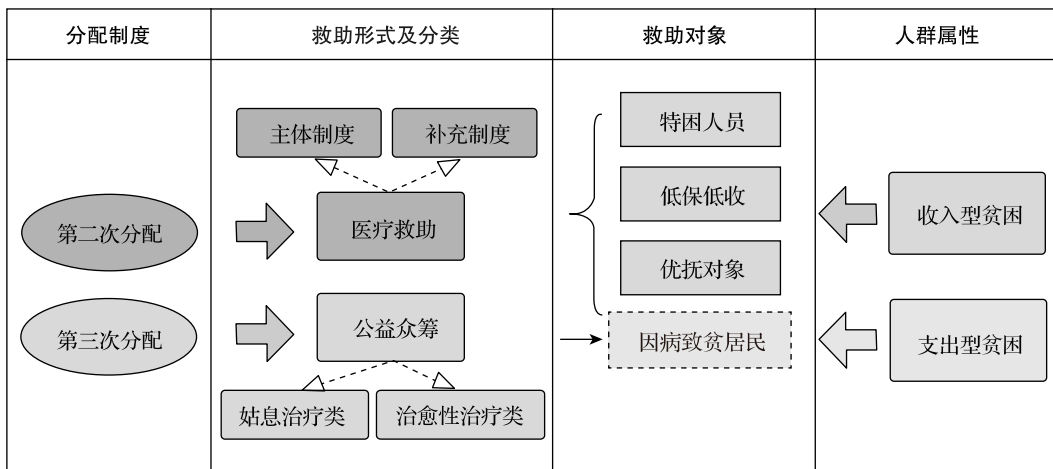 分配制度
救助形式及分类
救助对象
人群属性
主体制度
补充制度
特困人员
低保低收
医疗救助
收入型贫困
第二次分配
优抚对象
公益众筹
第三次分配
因病致贫居民
支出型贫困
姑息治疗类
治愈性治疗类